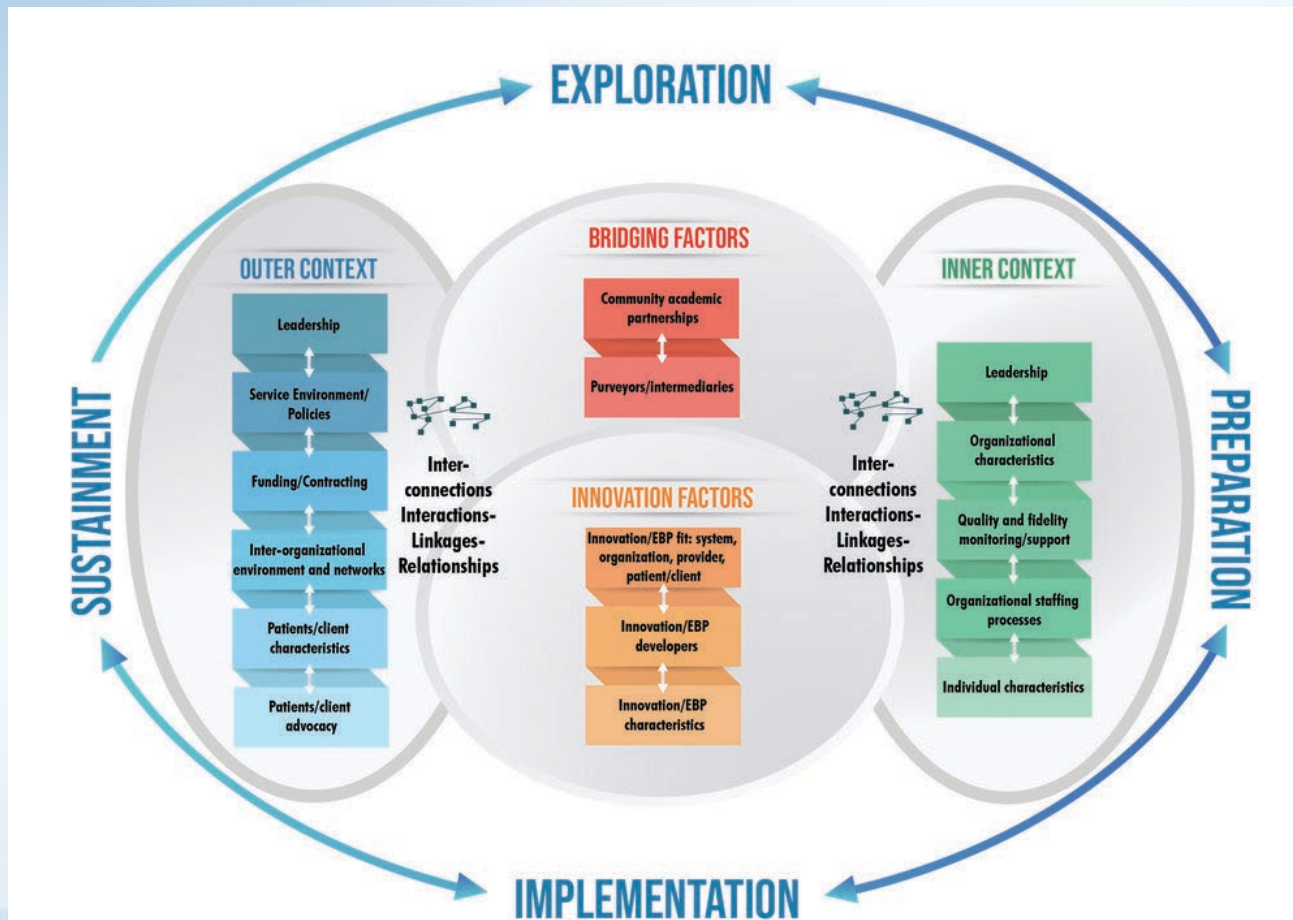 EXPLORATION
OUTER CONTEXT
Leadership
Service Environment/
Policies
Funding/Contracting
Inter-organizational
environment and networks
Patients/client
characteristics
Patients/client
advocacy
Inter-
connections
Interactions-
Linkages-
Relationships
BRIDGING FACTORS
Community academic
partnerships
Purveyors/intermediaries
INNOVATION FACTORS
Innovation/EBP fit: system,
organization, provider,
patient/client
Innovation/EBP
developers
Innovation/EBP
characteristics
Inter-
connections
Interactions-
Linkages-
Relationships
INNER CONTEXT
Leadership
Organizational
characteristics
Quality and fidelity
monitoring/support
Organizational staffing
processes
Individual characteristics
PREPARATION
IMPLEMENTATION
SUSTAINMENT